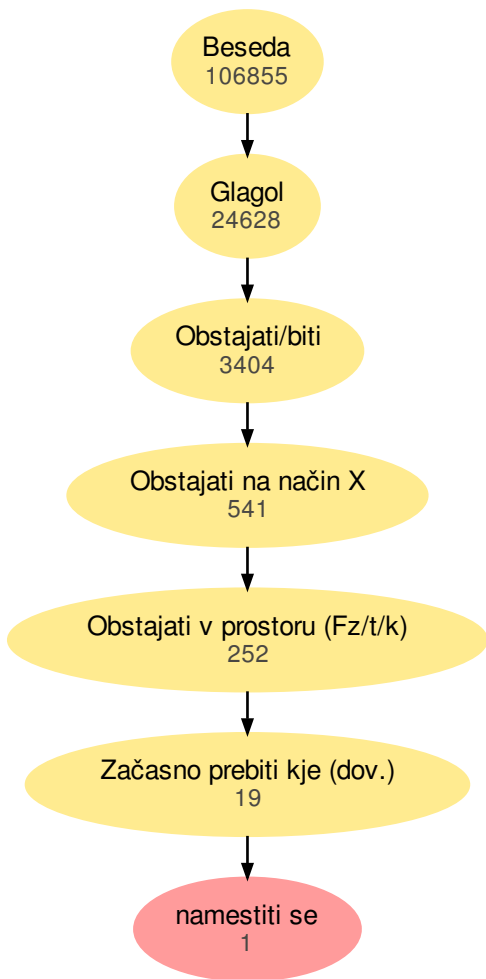 Beseda
106855
Glagol
24628
Obstajati/biti
3404
Obstajati na način X
541
Obstajati v prostoru (Fz/t/k)
252
Začasno prebiti kje (dov.)
19
namestiti se
1